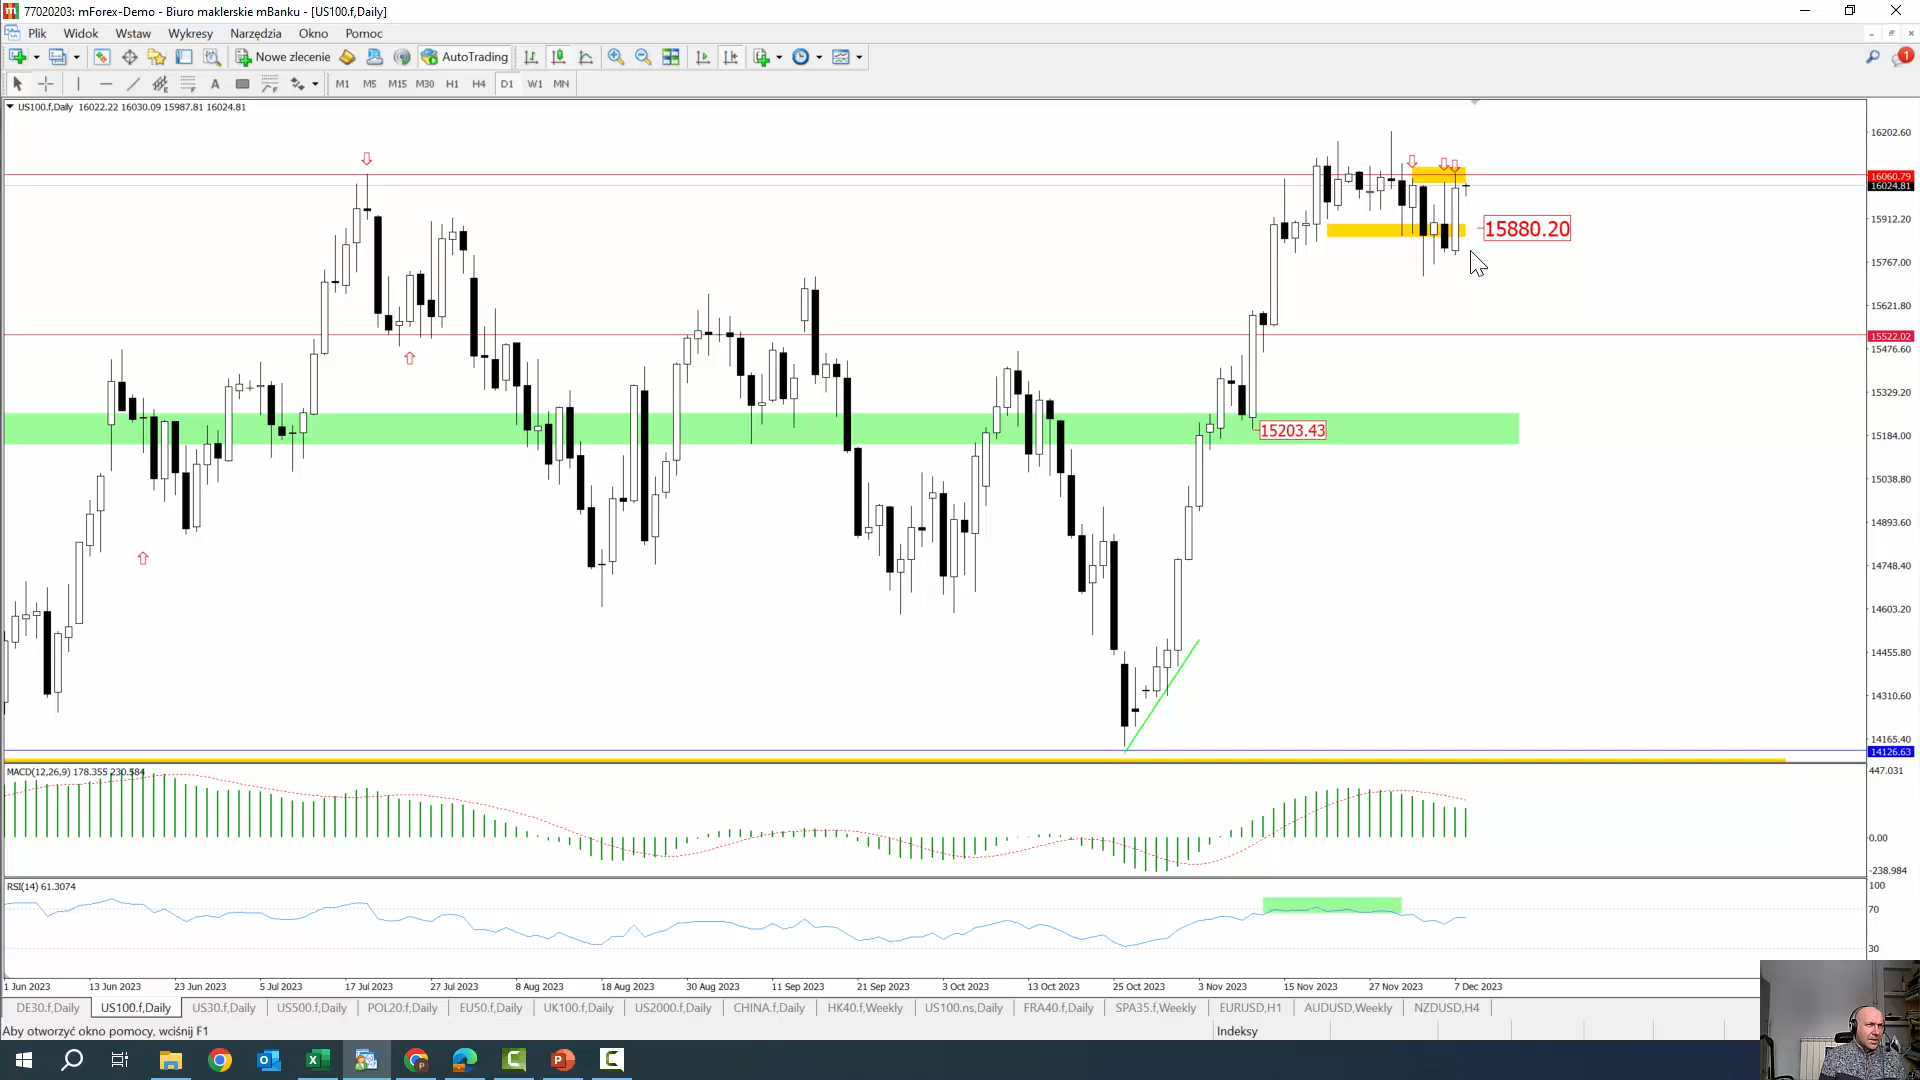 77020203: mForex-Demo - Biuro maklerskie mBanku - [US100.f,Daily]
Plik Widok Wstaw Wykresy Narzędzia Okno Pomoc
Nowe zlecenie AutoTrading
1
A M1 M5 M15 M30 H1 H4 D1 W1 MN
US100.f,Daily 16022.22 16030.09 15987.81 16024.81
16202.60
16060.79
16024.81
15912.20
15880.20
15767.00
15621.80
15522.02
15476.60
15329.20
15203.43
15184.00
15038.80
14893.60
14748.40
14603.20
14455.80
14310.60
14165.40
14126.63
MACD(12,26,9) 178.355 230.584
447.031
0.00
-238.984
RSI(14) 61.3074
100
70
30
1 Jun 2023 13 Jun 2023 23 Jun 2023 5 Jul 2023 17 Jul 2023 27 Jul 2023 8 Aug 2023 18 Aug 2023 30 Aug 2023 11 Sep 2023 21 Sep 2023 3 Oct 2023 13 Oct 2023 25 Oct 2023 3 Nov 2023 15 Nov 2023 27 Nov 2023 7 Dec 2023
DE30.f,Daily US100.f,Daily US30.f,Daily US500.f,Daily POL20.f,Daily EU50.f,Daily UK100.f,Daily US2000.f,Daily CHINA.f,Daily HK40.f,Weekly US100.ns,Daily FRA40.f,Daily SPA35.f,Weekly EURUSD,H1 AUDUSD,Weekly NZDUSD,H4
Aby otworzyć okno pomocy, wciśnij F1 Indeksy